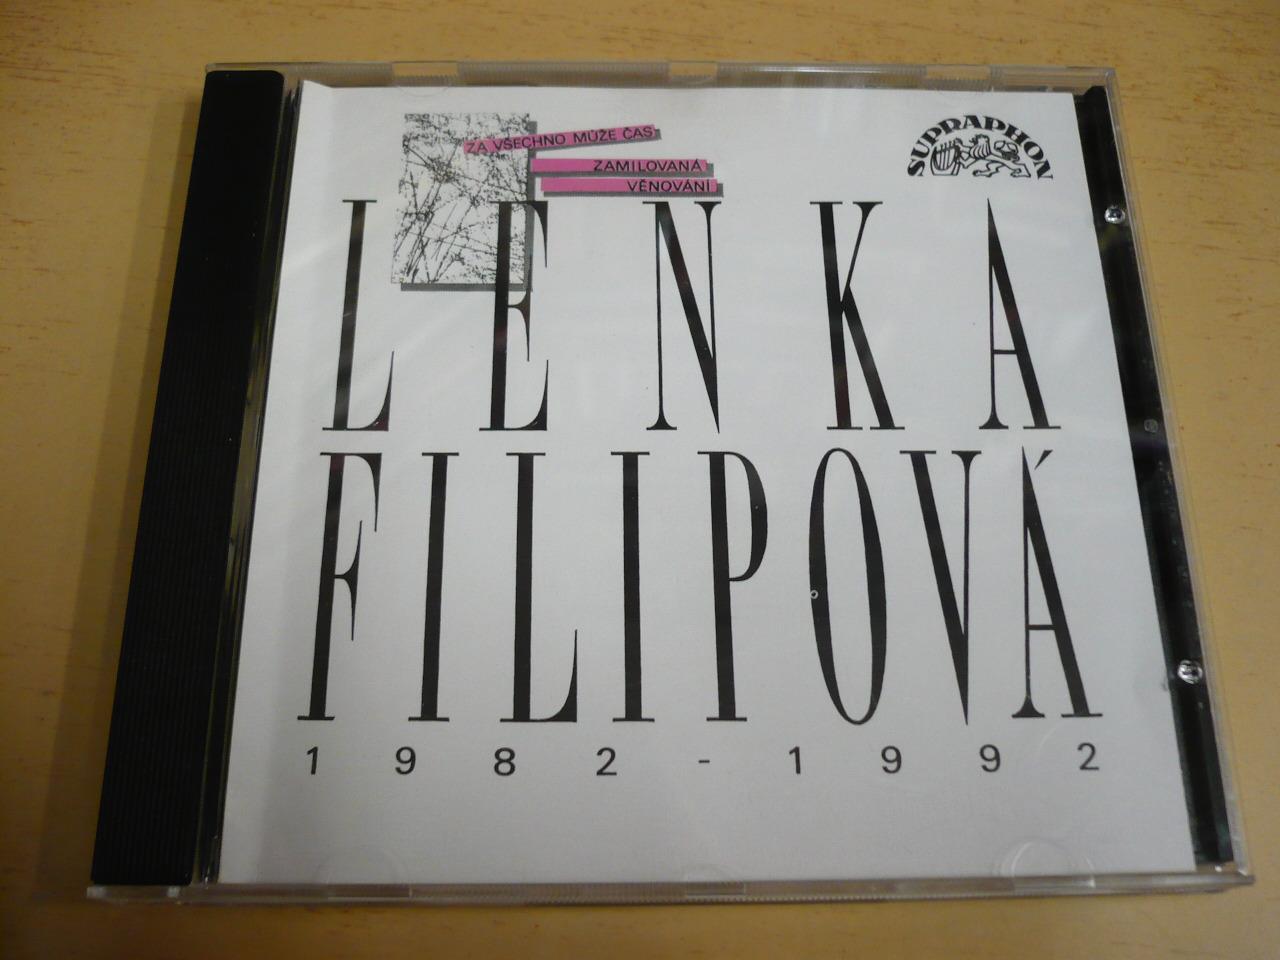 ZA VŠECHNO MŮŽE ČAS
ZAMILOVANÁ
VĚNOVÁNÍ
SUPRAPHON
LENKA
FILIPOVÁ
1982-1992